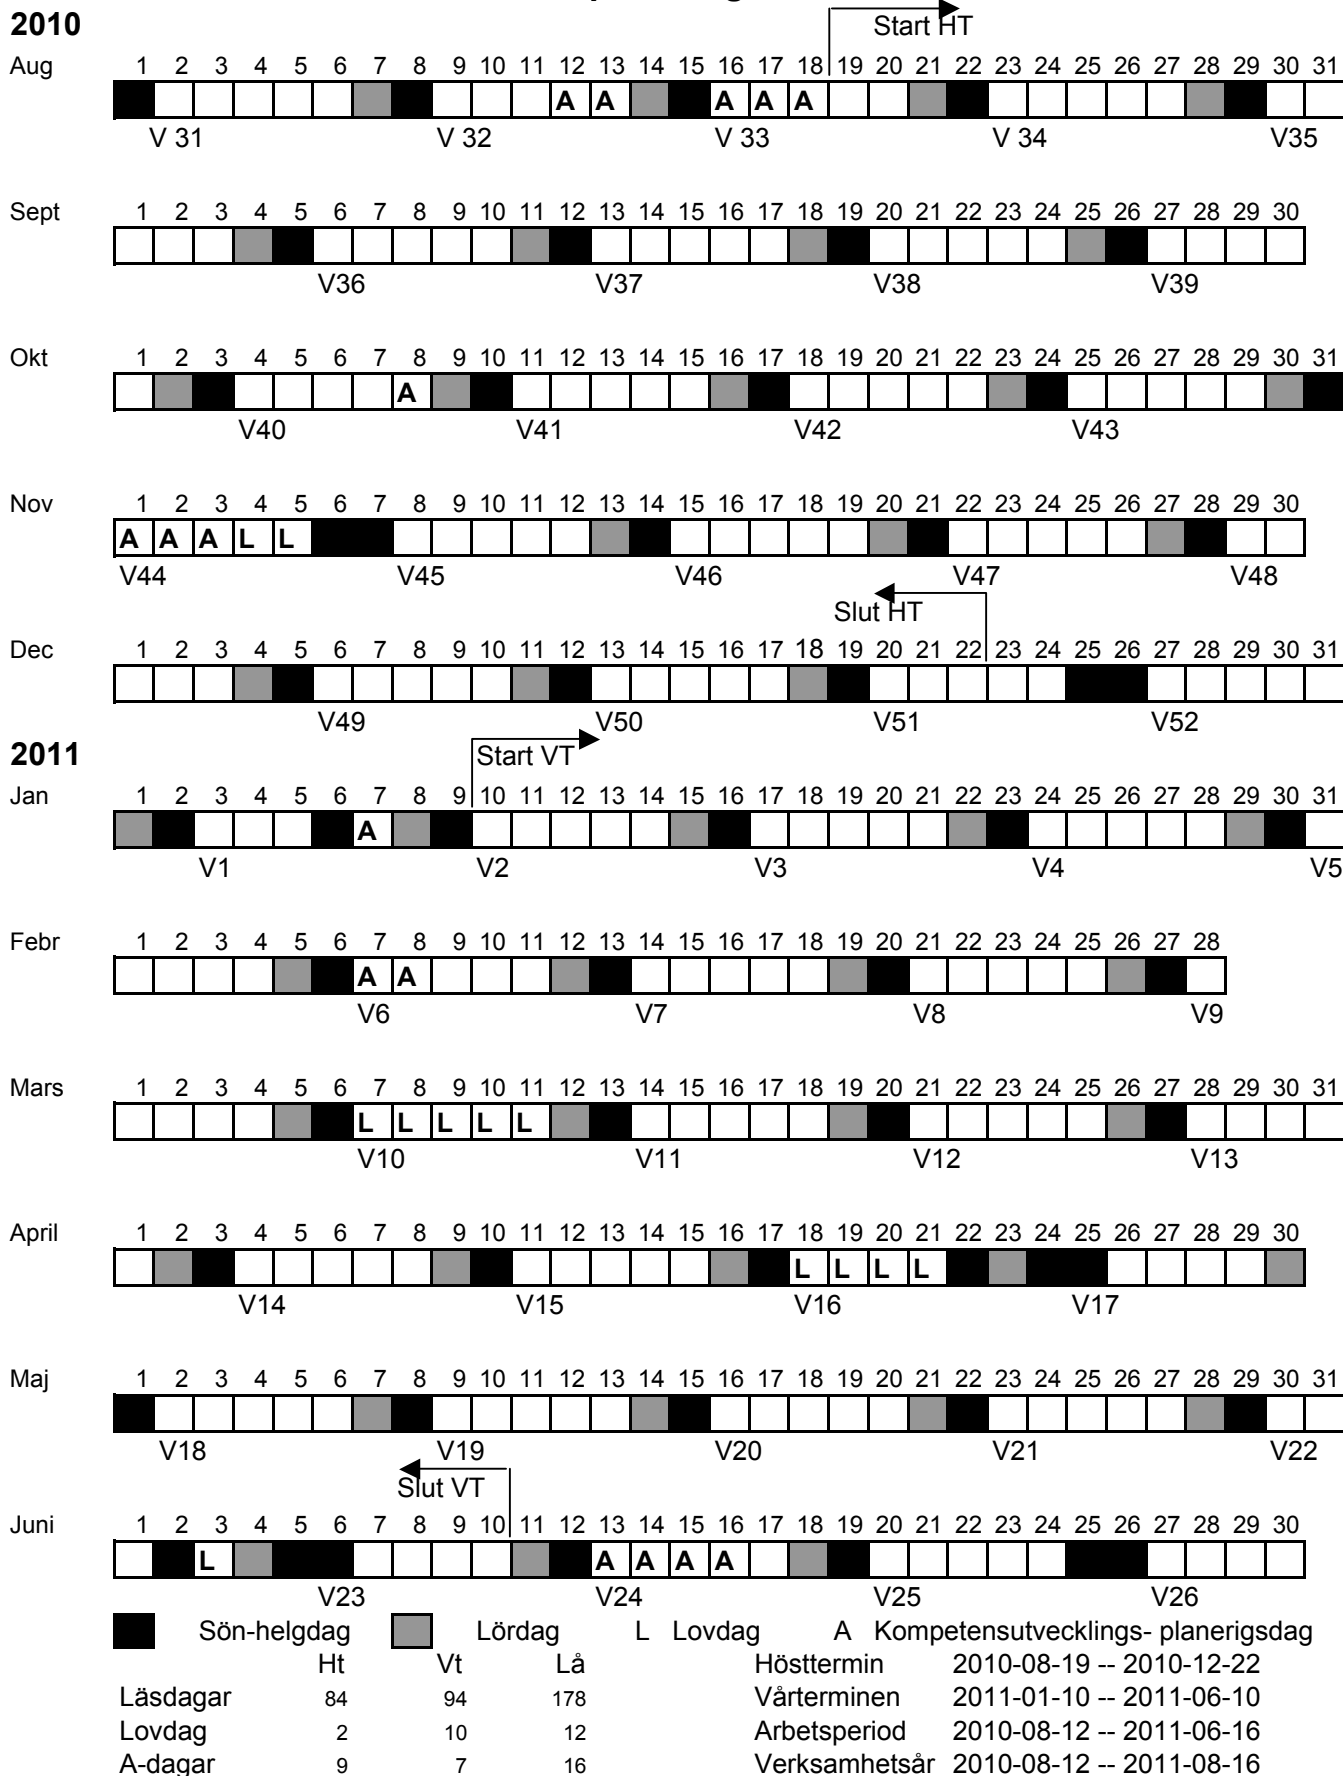 2010
Start HT
Aug 1 2 3 4 5 6 7 8 9 10 11 12 13 14 15 16 17 18 19 20 21 22 23 24 25 26 27 28 29 30 31
A A A A A
V 31 V 32 V 33 V 34 V35
Sept 1 2 3 4 5 6 7 8 9 10 11 12 13 14 15 16 17 18 19 20 21 22 23 24 25 26 27 28 29 30
V36 V37 V38 V39
Okt 1 2 3 4 5 6 7 8 9 10 11 12 13 14 15 16 17 18 19 20 21 22 23 24 25 26 27 28 29 30 31
A
V40 V41 V42 V43
Nov 1 2 3 4 5 6 7 8 9 10 11 12 13 14 15 16 17 18 19 20 21 22 23 24 25 26 27 28 29 30
A A A L L
V44 V45 V46 V47 V48
Slut HT
Dec 1 2 3 4 5 6 7 8 9 10 11 12 13 14 15 16 17 18 19 20 21 22 23 24 25 26 27 28 29 30 31
V49 V50 V51 V52
2011 Start VT
Jan 1 2 3 4 5 6 7 8 9 10 11 12 13 14 15 16 17 18 19 20 21 22 23 24 25 26 27 28 29 30 31
A
V1 V2 V3 V4 V5
Febr 1 2 3 4 5 6 7 8 9 10 11 12 13 14 15 16 17 18 19 20 21 22 23 24 25 26 27 28
A A
V6 V7 V8 V9
Mars 1 2 3 4 5 6 7 8 9 10 11 12 13 14 15 16 17 18 19 20 21 22 23 24 25 26 27 28 29 30 31
L L L L L
V10 V11 V12 V13
April 1 2 3 4 5 6 7 8 9 10 11 12 13 14 15 16 17 18 19 20 21 22 23 24 25 26 27 28 29 30
L L L L
V14 V15 V16 V17
Maj 1 2 3 4 5 6 7 8 9 10 11 12 13 14 15 16 17 18 19 20 21 22 23 24 25 26 27 28 29 30 31
V18 V19 V20 V21 V22
Slut VT
Juni 1 2 3 4 5 6 7 8 9 10 11 12 13 14 15 16 17 18 19 20 21 22 23 24 25 26 27 28 29 30
L A A A A
V23 V24 V25 V26
Sön-helgdag Lördag L Lovdag A Kompetensutvecklings- planerigsdag
Ht Vt Lå Hösttermin 2010-08-19 -- 2010-12-22
Läsdagar 84 94 178 Vårterminen 2011-01-10 -- 2011-06-10
Lovdag 2 10 12 Arbetsperiod 2010-08-12 -- 2011-06-16
A-dagar 9 7 16 Verksamhetsår 2010-08-12 -- 2011-08-16